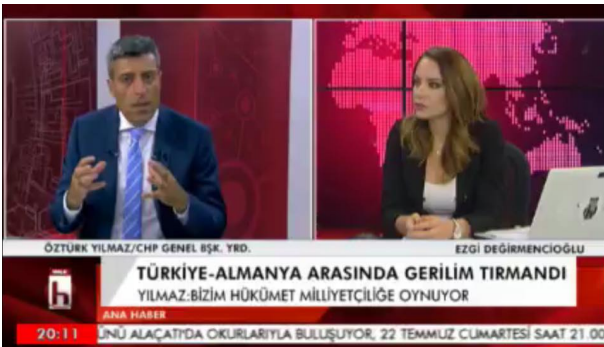 ÖZTÜRK YILMAZ/CHP GENEL BŞK. YRD.
EZGİ DEĞİRMENCİOĞLU
HALK
h
TÜRKİYE-ALMANYA ARASINDA GERİLİM TIRMANDI
YILMAZ:BİZİM HÜKÜMET MİLLİYETÇİLİĞE OYNUYOR
ANA HABER
20:11 ÜNÜ ALAÇATI'DA OKURLARIYLA BULUŞUYOR, 22 TEMMUZ CUMARTESİ SAAT 21.00